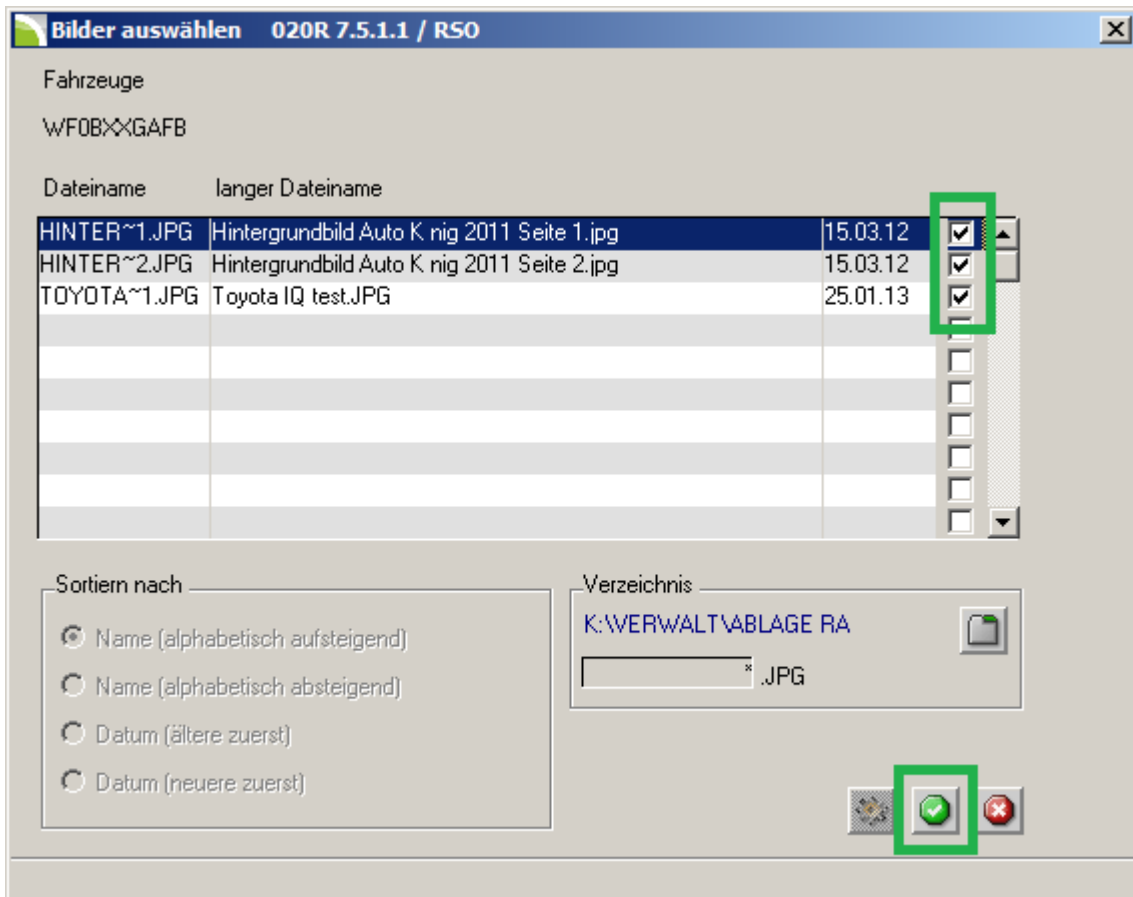 Bilder auswählen 020R 7.5.1.1 / RSO
Fahrzeuge
WF0BXXGAFB
Dateiname langer Dateiname
HINTER~1.JPG Hintergrundbild Auto K nig 2011 Seite 1.jpg 15.03.12
HINTER~2.JPG Hintergrundbild Auto K nig 2011 Seite 2.jpg 15.03.12
TOYOTA~1.JPG Toyota IQ test.JPG 25.01.13
Sortiern nach
Name (alphabetisch aufsteigend)
Name (alphabetisch absteigend)
Datum (ältere zuerst)
Datum (neuere zuerst)
Verzeichnis
K:\VERWALT\ABLAGE RA
* .JPG